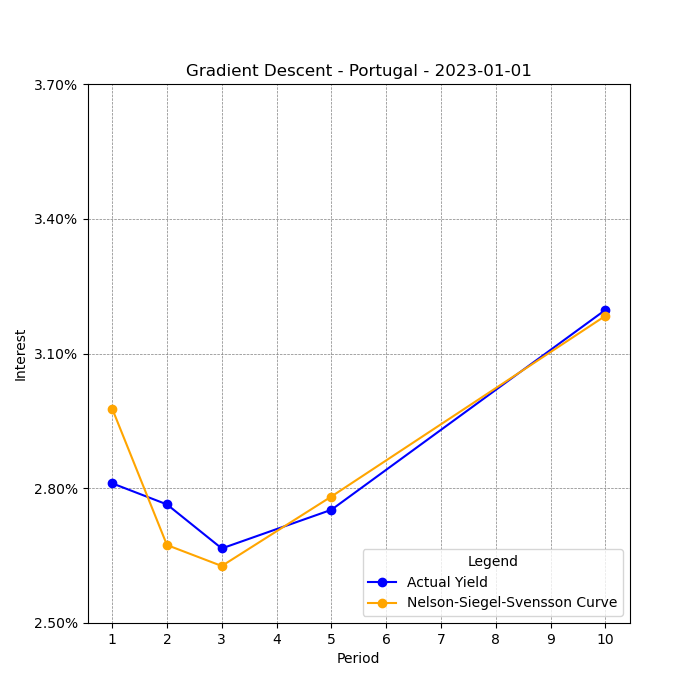 Gradient Descent - Portugal - 2023-01-01
3.70%
3.40%
3.10%
2.80%
2.50%
Interest
1 2 3 4 5 6 7 8 9 10
Period
Legend
Actual Yield
Nelson-Siegel-Svensson Curve